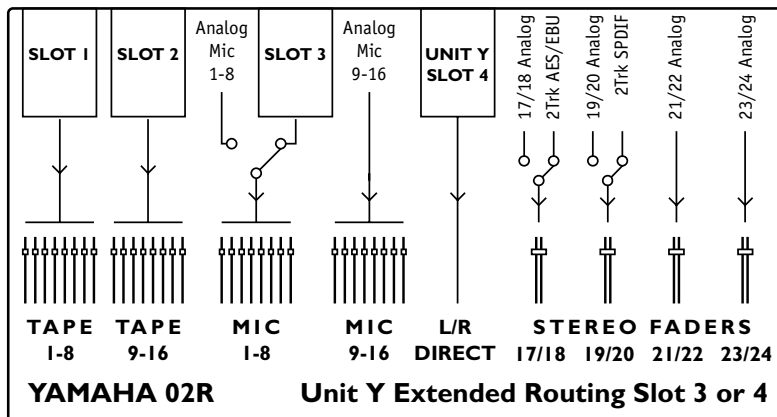 SLOT 1
SLOT 2
Analog
Mic
1-8
SLOT 3
Analog
Mic
9-16
UNIT Y
SLOT 4
17/18 Analog
2Trk AES/EBU
19/20 Analog
2Trk SPDIF
21/22 Analog
23/24 Analog
TAPE
1-8
TAPE
9-16
MIC
1-8
MIC
9-16
L/R
DIRECT
STEREO FADERS
17/18 19/20 21/22 23/24
YAMAHA 02R
Unit Y Extended Routing Slot 3 or 4